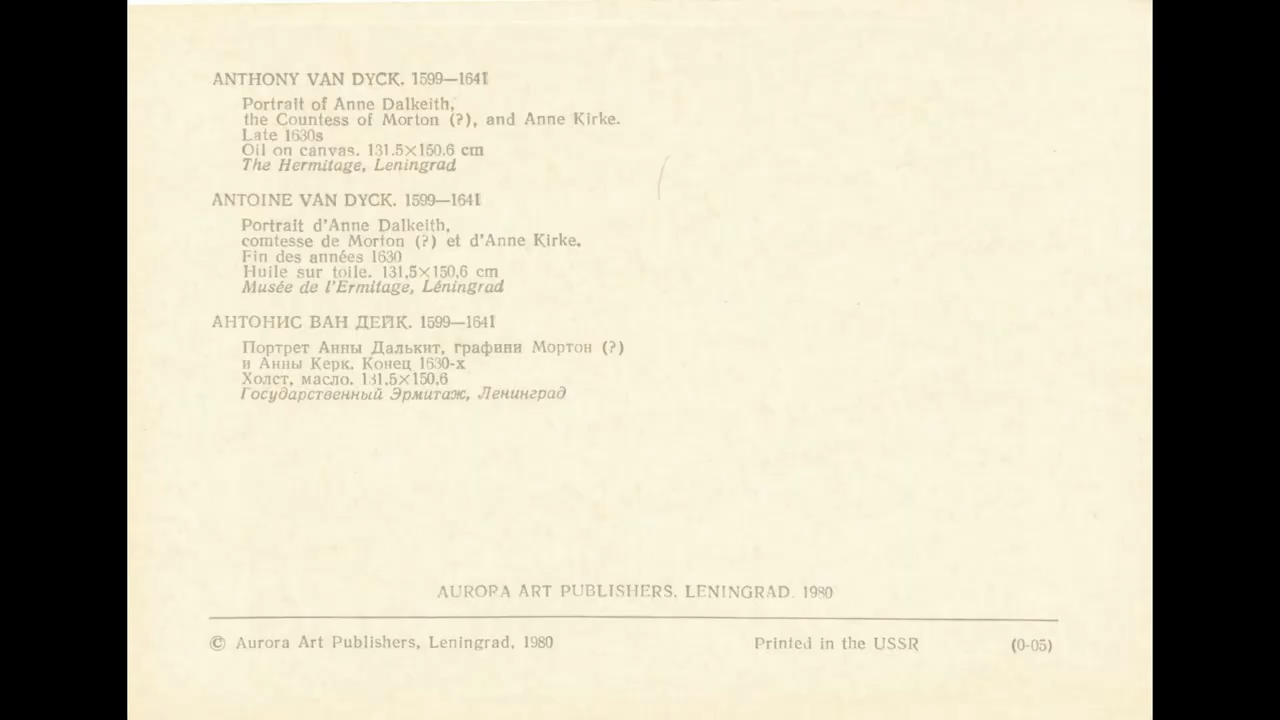 ANTHONY VAN DYCK. 1599—1641
Portrait of Anne Dalkeith,
the Countess of Morton (?), and Anne Kirke.
Late 1630s
Oil on canvas. 131.5×150.6 cm
The Hermitage, Leningrad
ANTOINE VAN DYCK. 1599—1641
Portrait d'Anne Dalkeith,
comtesse de Morton (?) et d'Anne Kirke.
Fin des années 1630
Huile sur toile. 131,5×150,6 cm
Musée de l'Ermitage, Léningrad
АНТОНИС ВАН ДЕЙК. 1599—1641
Портрет Анны Далькит, графини Мортон (?)
и Анны Керк. Конец 1630-х
Холст, масло. 131,5×150,6
Государственный Эрмитаж, Ленинград
AURORA ART PUBLISHERS. LENINGRAD. 1980
© Aurora Art Publishers, Leningrad, 1980 Printed in the USSR (0-05)